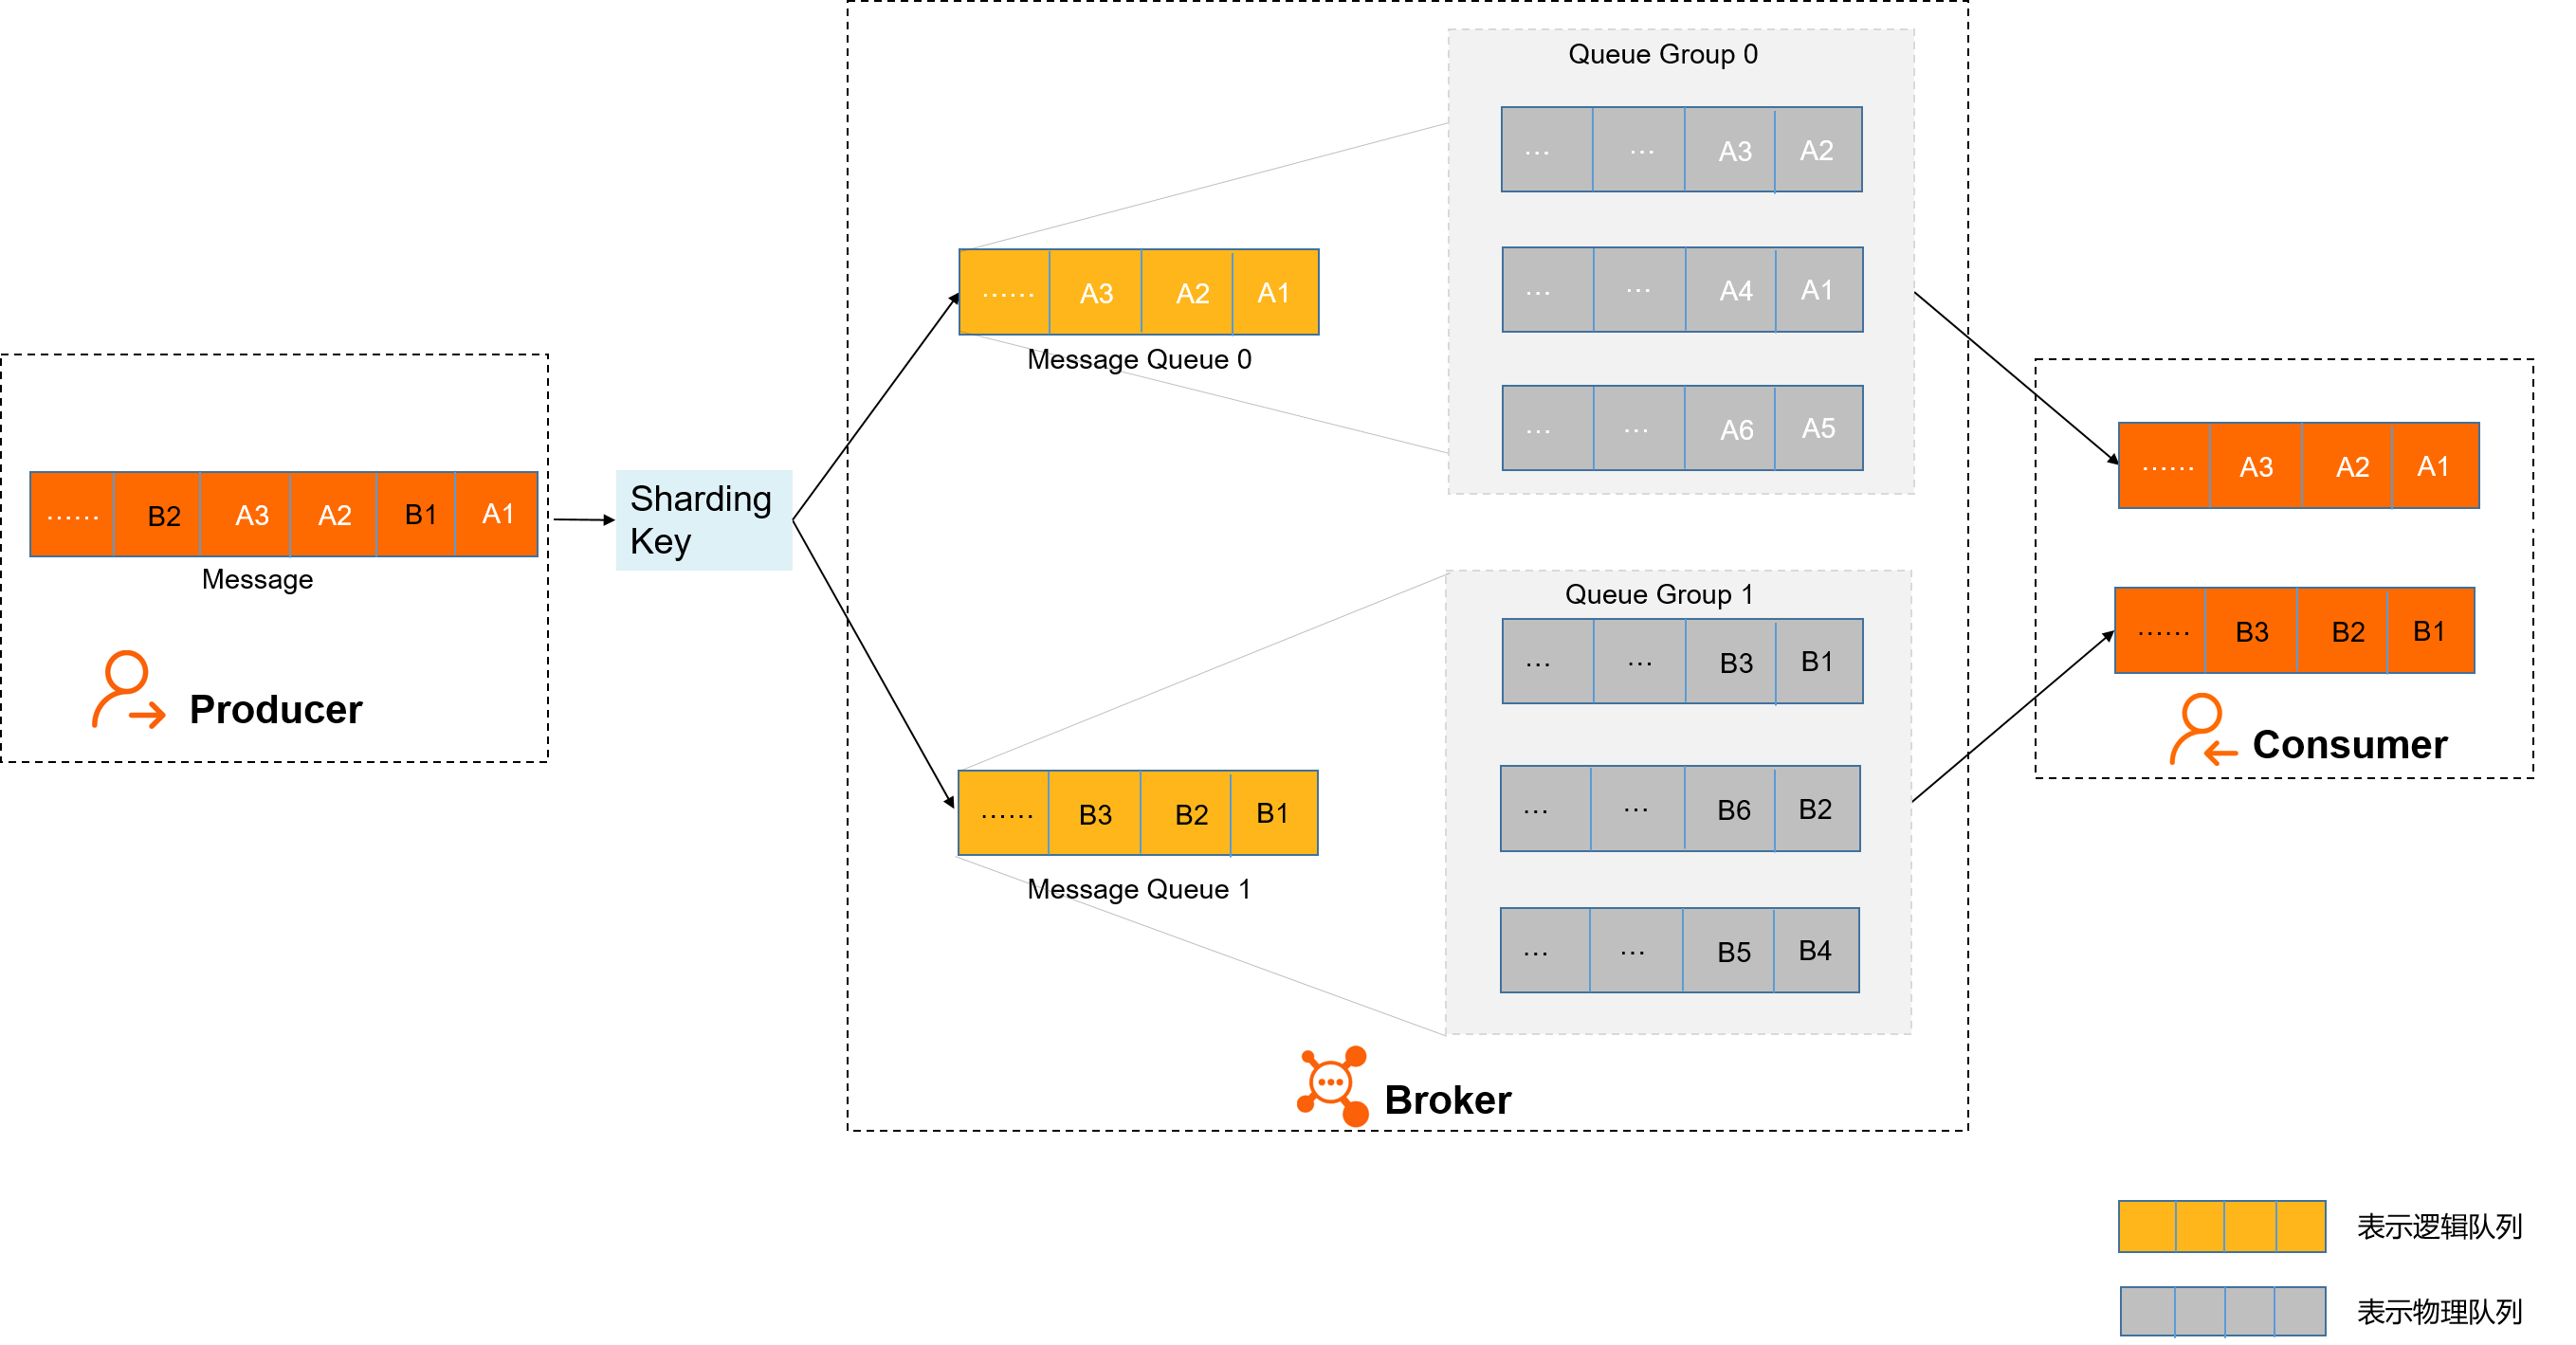 Queue Group 0
… … A3 A2
… … A4 A1
… … A6 A5
…… A3 A2 A1
Message Queue 0
…… B2 A3 A2 B1 A1
Message
Producer
Sharding
Key
Queue Group 1
… … B3 B1
… … B6 B2
… … B5 B4
…… B3 B2 B1
Message Queue 1
Broker
…… A3 A2 A1
…… B3 B2 B1
Consumer
表示逻辑队列
表示物理队列